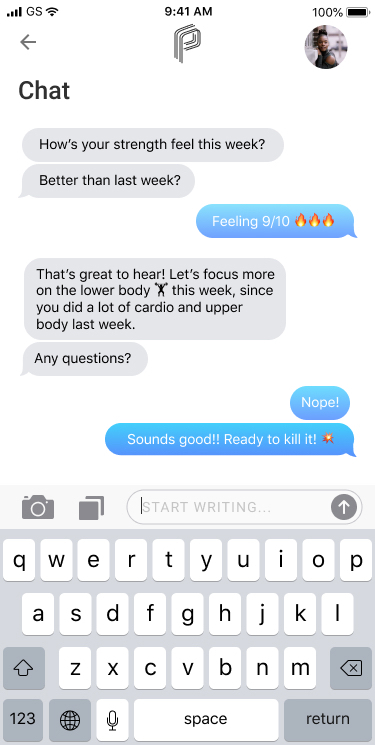 GS 9:41 AM 100%
Chat
How's your strength feel this week?
Better than last week?
Feeling 9/10 🔥🔥🔥
That's great to hear! Let's focus more
on the lower body 🏋 this week, since
you did a lot of cardio and upper
body last week.
Any questions?
Nope!
Sounds good!! Ready to kill it! 💥
START WRITING...
q w e r t y u i o p
a s d f g h j k l
z x c v b n m
123 space return